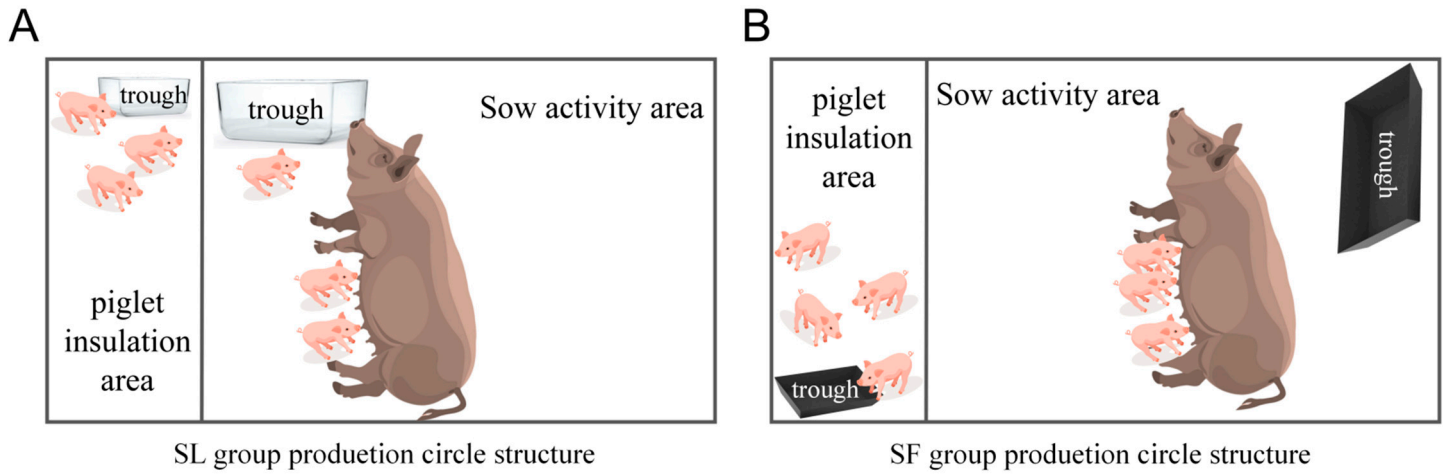 A
trough
trough
Sow activity area
piglet
insulation
area
SL group prodution circle structure
B
piglet
insulation
area
Sow activity area
trough
trough
SF group prodution circle structure